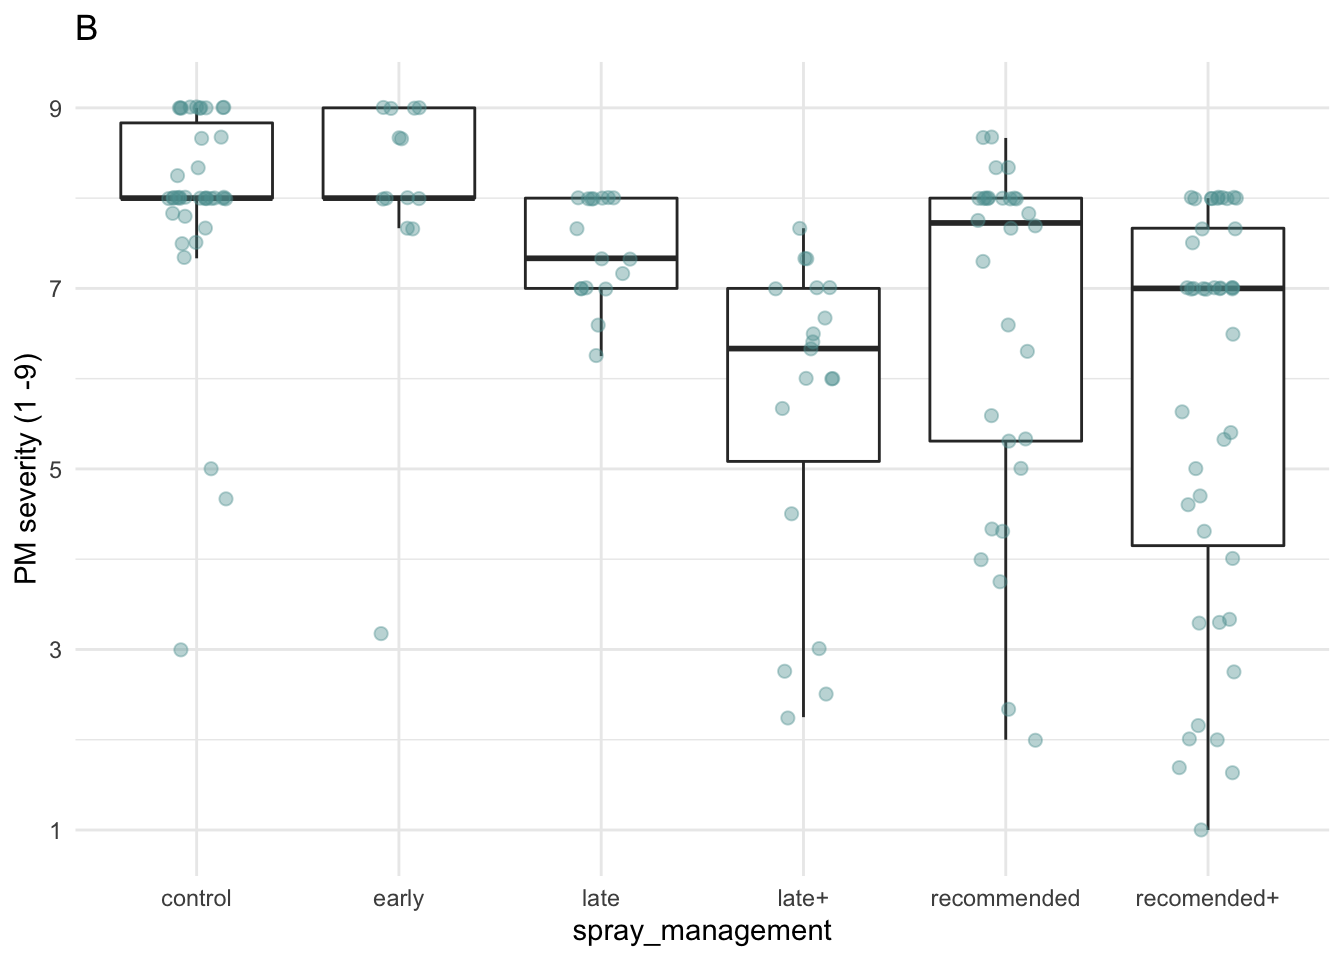 B
PM severity (1 -9)
9
7
5
3
1
control early late late+ recommended recomended+
spray_management